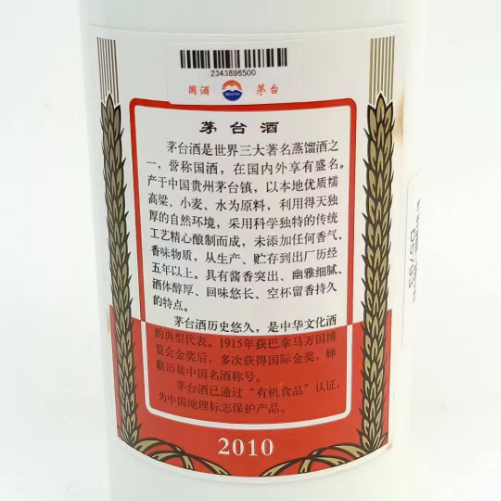 2343896500
国酒 茅台
茅台酒
茅台酒是世界三大著名蒸馏酒之
一，誉称国酒，在国内外享有盛名。
产于中国贵州茅台镇，以本地优质糯
高粱、小麦、水为原料，利用得天独
厚的自然环境，采用科学独特的传统
工艺精心酿制而成，未添加任何香气、
香味物质，从生产、贮存到出厂历经
五年以上。具有酱香突出、幽雅细腻、
酒体醇厚、回味悠长、空杯留香持久
的特点。
茅台酒历史悠久，是中华文化酒
的典型代表。1915年获巴拿马万国博
览会金奖后，多次获得国际金奖，蝉
联历届中国名酒称号。
茅台酒已通过“有机食品”认证，
为中国地理标志保护产品。
2010